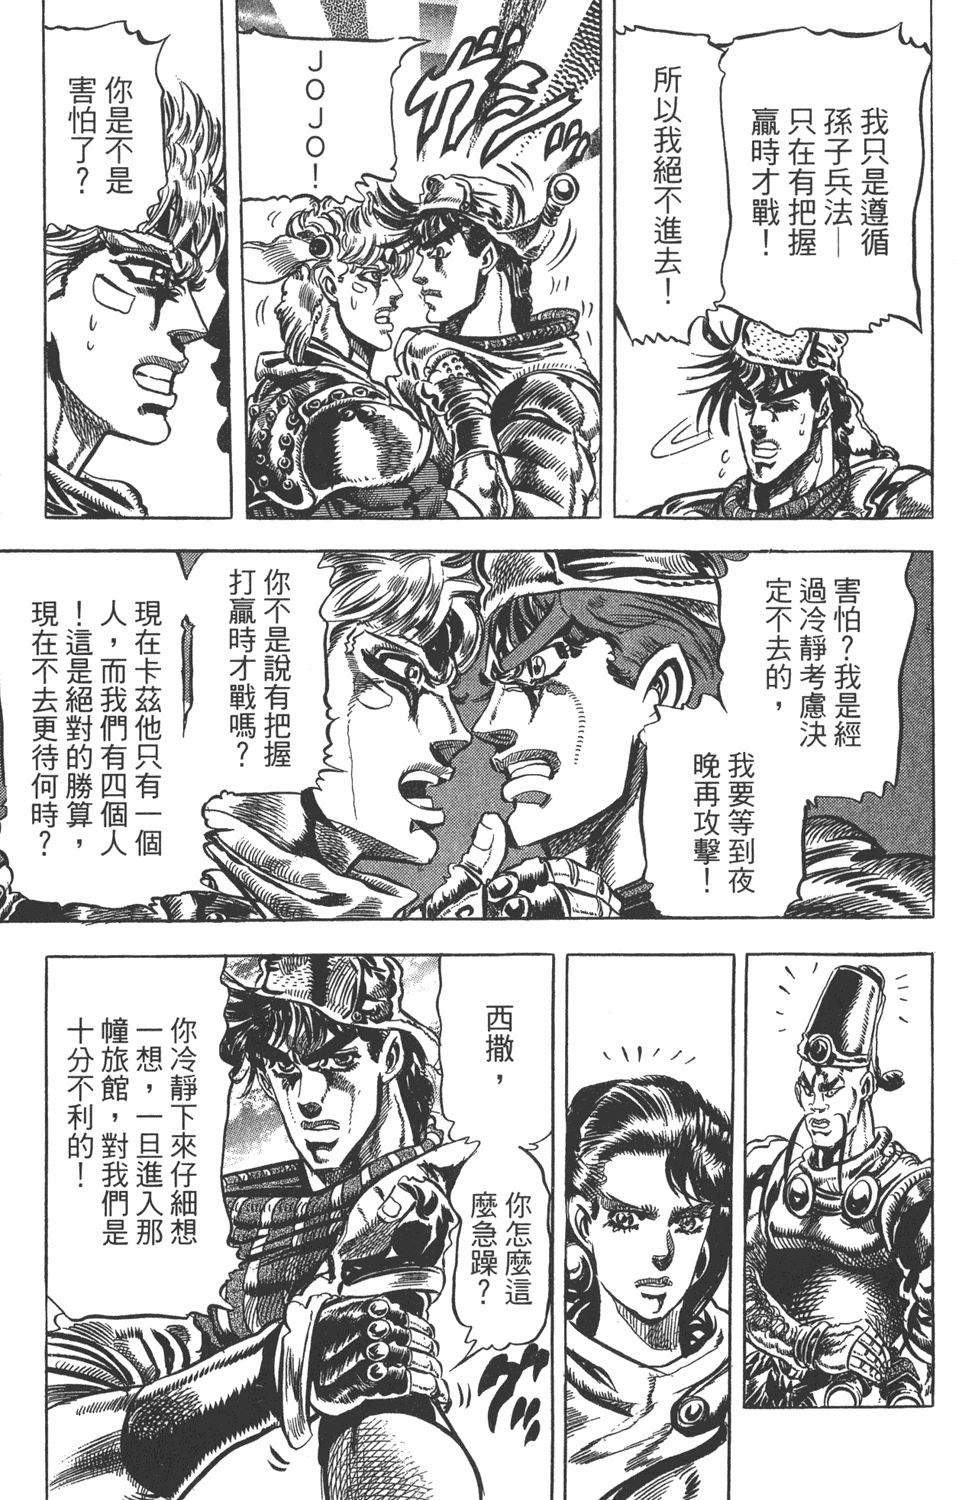 我只是遵循
孫子兵法—
只在有把握
贏時才戰！
所以我絕不進去！
ガシッ
JOJO！
你是不是
害怕了？
害怕？我是經
過冷靜考慮決
定不去的，
我要等到夜
晚再攻擊！
你不是說有把握
打贏時才戰嗎？
現在卡茲他只有一個
人，而我們有四個人
！這是絕對的勝算，
現在不去更待何時？
西撒，
你怎麼這
麼急躁？
你冷靜下來仔細想
一想，一旦進入那
幢旅館，對我們是
十分不利的！